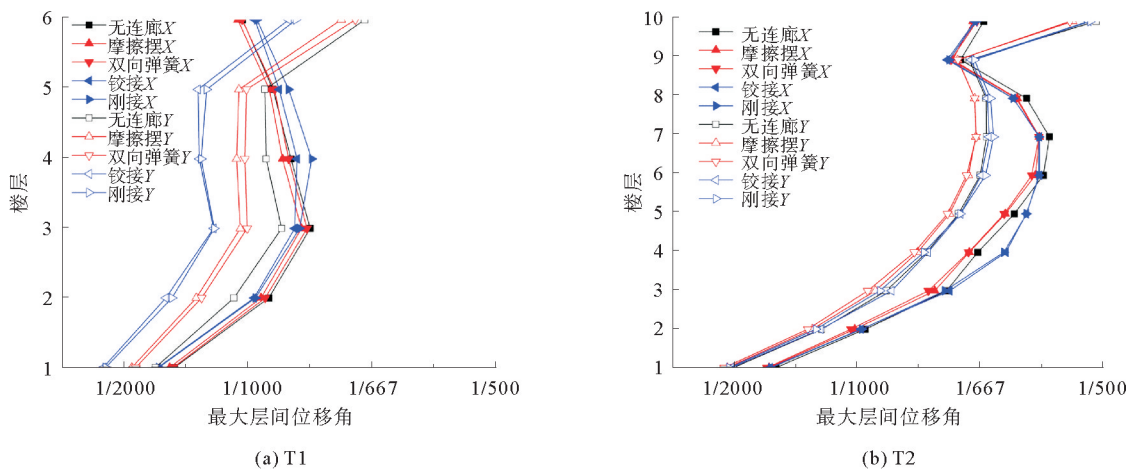 6
5
4
3
2
1
楼层
无连廊X
摩擦摆X
双向弹簧X
铰接X
刚接X
无连廊Y
摩擦摆Y
双向弹簧Y
铰接Y
刚接Y
1/2000 1/1000 1/667 1/500
最大层间位移角
(a) T1
10
9
8
7
6
5
4
3
2
1
楼层
无连廊X
摩擦摆X
双向弹簧X
铰接X
刚接X
无连廊Y
摩擦摆Y
双向弹簧Y
铰接Y
刚接Y
1/2000 1/1000 1/667 1/500
最大层间位移角
(b) T2